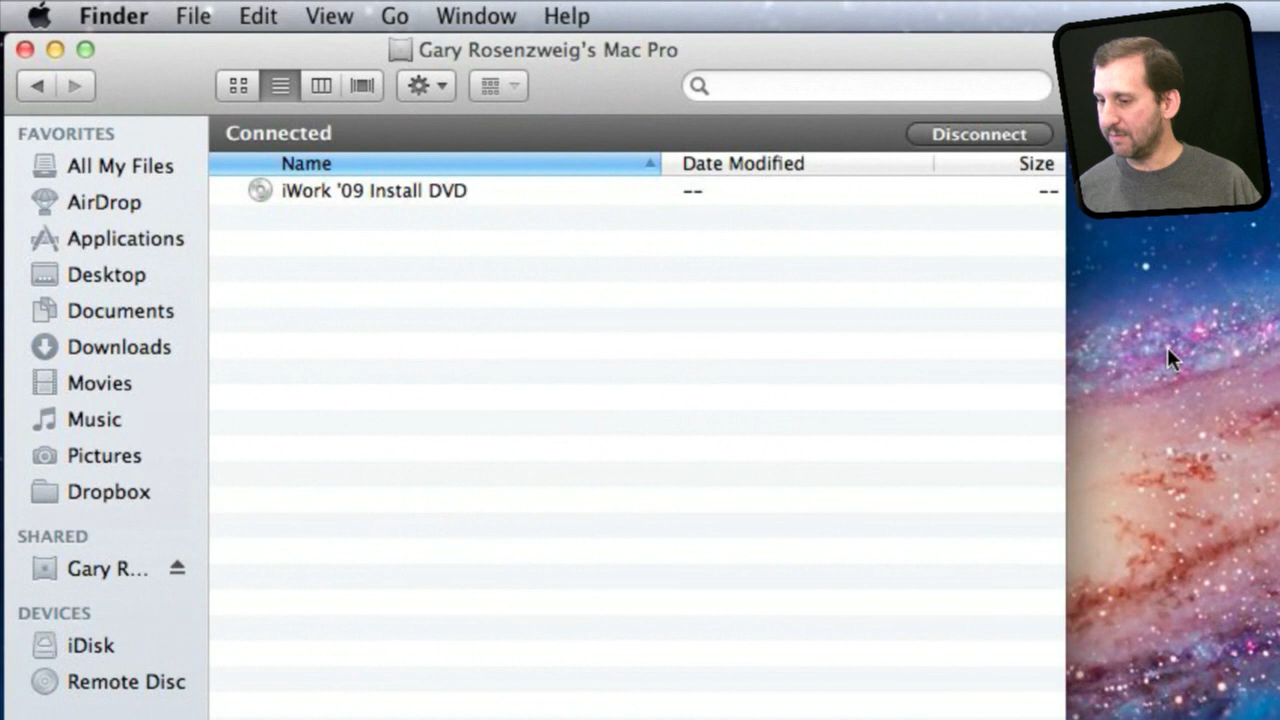 Finder File Edit View Go Window Help
Gary Rosenzweig's Mac Pro
FAVORITES
All My Files
AirDrop
Applications
Desktop
Documents
Downloads
Movies
Music
Pictures
Dropbox
SHARED
Gary R...
DEVICES
iDisk
Remote Disc
Connected Disconnect
Name Date Modified Size
iWork '09 Install DVD -- --